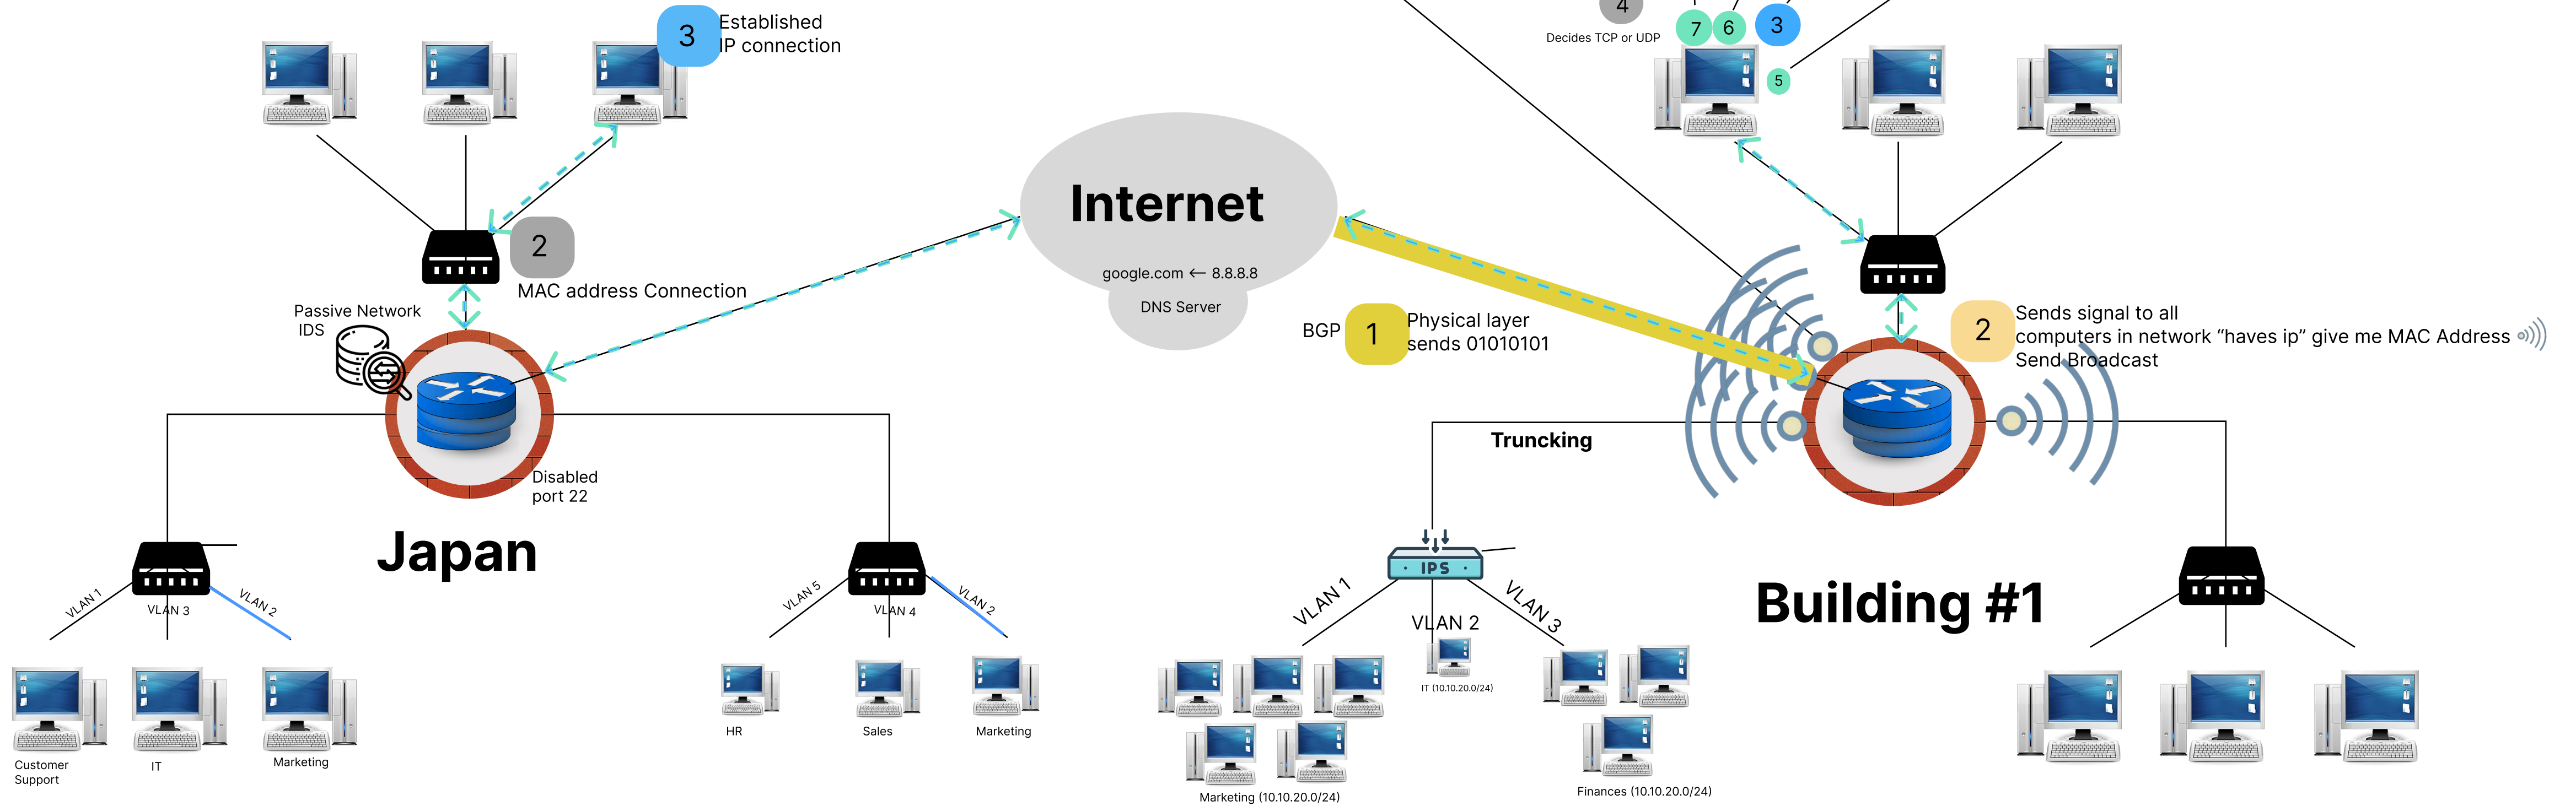 3
Established
IP connection
4
Decides TCP or UDP
7
6
3
5
2
MAC address Connection
Passive Network
IDS
Disabled
port 22
Japan
Internet
google.com <- 8.8.8.8
DNS Server
BGP
1
Physical layer
sends 01010101
2
Sends signal to all
computers in network “haves ip” give me MAC Address
Send Broadcast
Truncking
IPS
Building #1
VLAN 1
VLAN 3
VLAN 2
Customer
Support
IT
Marketing
VLAN 5
VLAN 4
VLAN 2
HR
Sales
Marketing
VLAN 1
VLAN 2
VLAN 3
IT (10.10.20.0/24)
Marketing (10.10.20.0/24)
Finances (10.10.20.0/24)